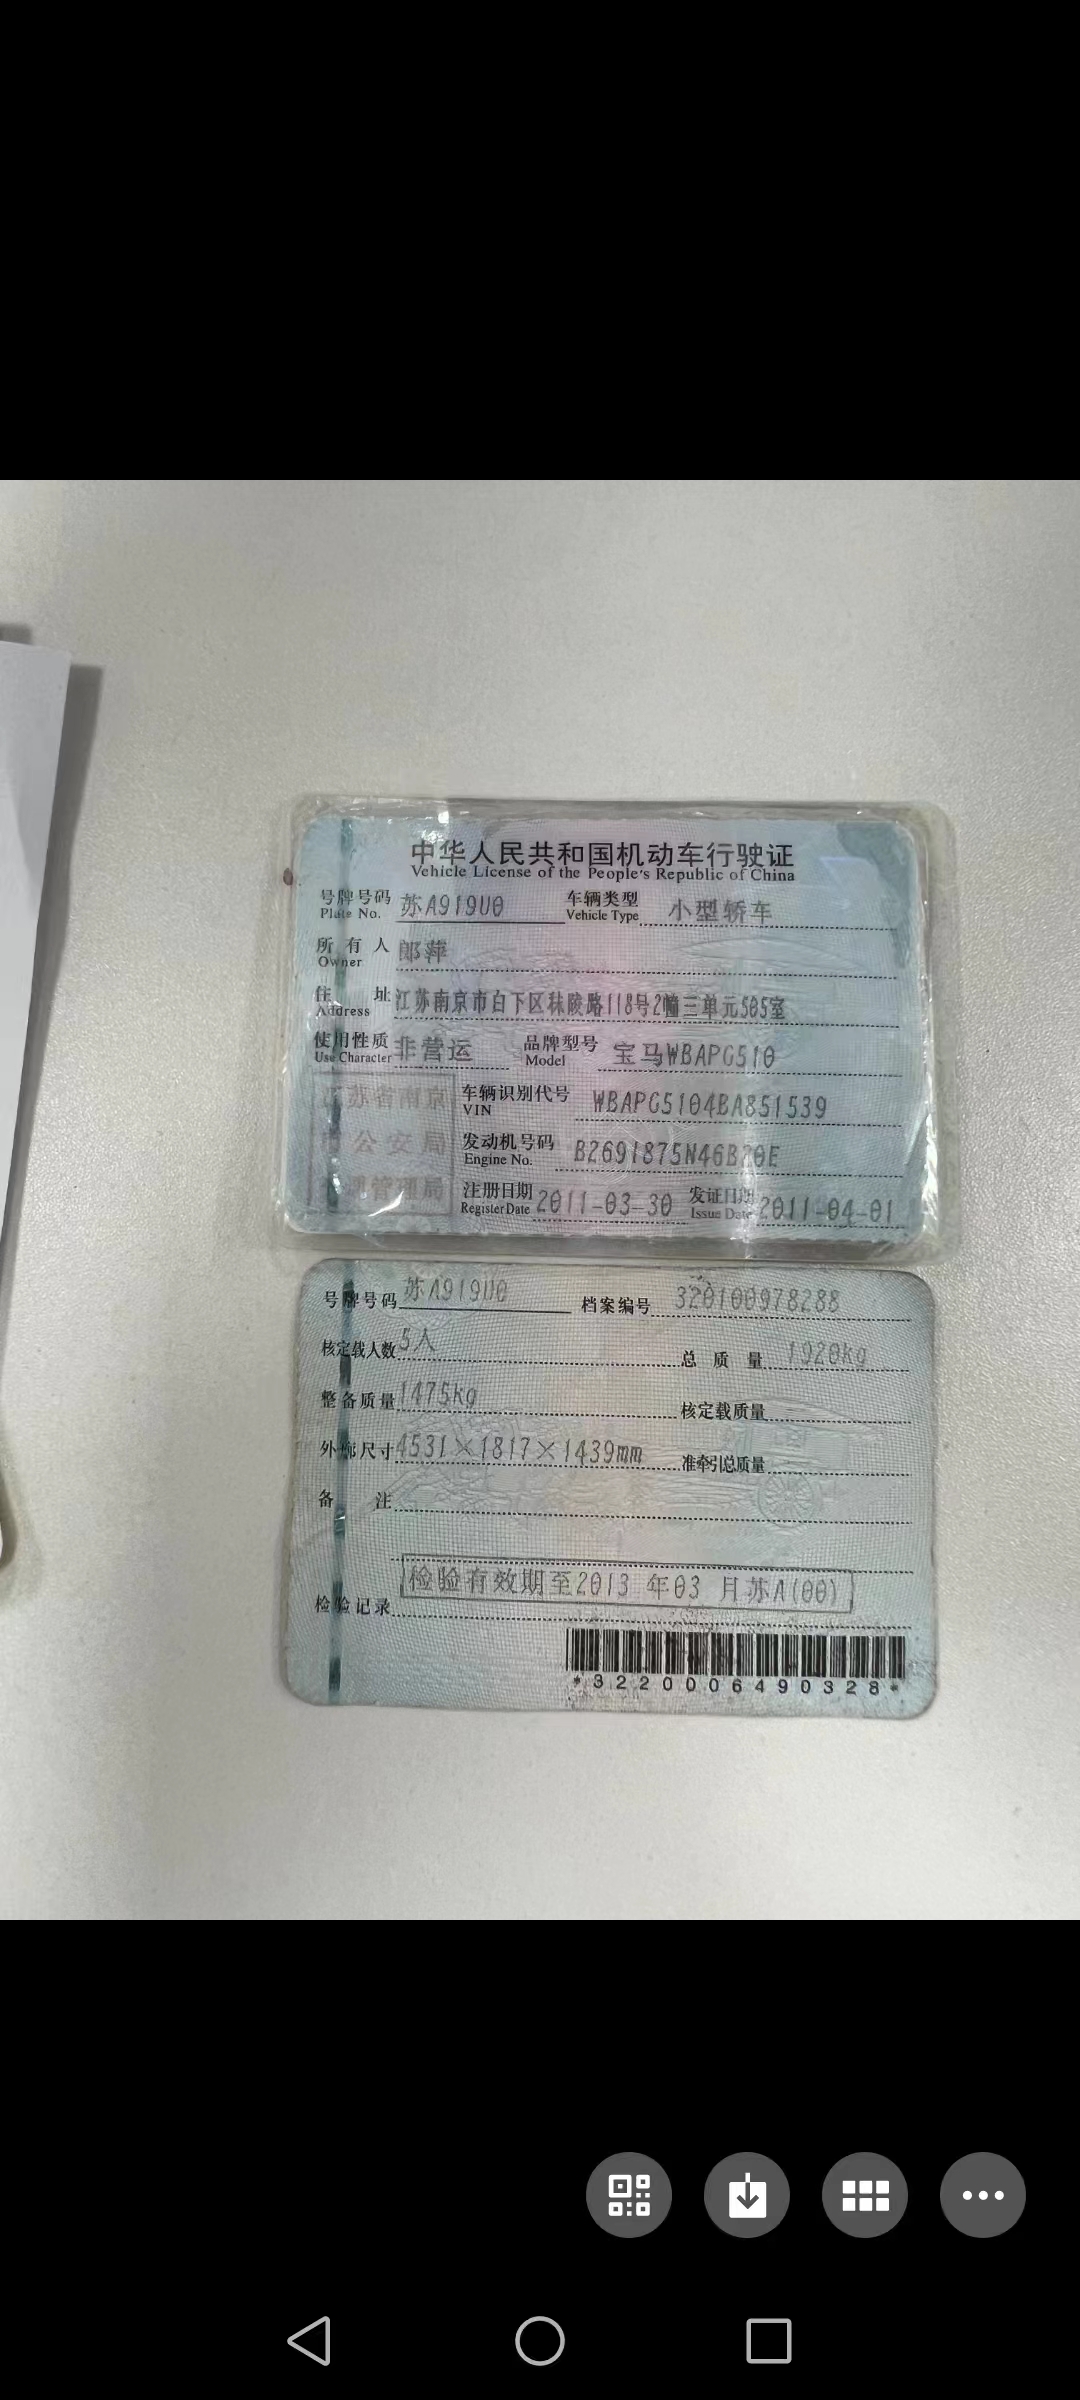 中华人民共和国机动车行驶证
Vehicle License of the People's Republic of China
号牌号码 苏A919U0 车辆类型 小型轿车
Plate No. Vehicle Type
所有人 郎萍
Owner
住址 江苏南京市白下区秣陵路118号2幢三单元505室
Address
使用性质 非营运 品牌型号 宝马WBAPG510
Use Character Model
江苏省南京
市公安局
管理局
车辆识别代号 WBAPG5104BA851539
VIN
发动机号码 B2691875N46B20E
Engine No.
注册日期 2011-03-30 发证日期 2011-04-01
Register Date Issue Date
号牌号码 苏A919U0 档案编号 320100978288
核定载人数 5人 总质量 1920kg
整备质量 1475kg 核定载质量
外廓尺寸 4531×1817×1439mm 准牵引总质量
备注
检验有效期至2013年03月苏A(00)
检验记录
*3220006490328*